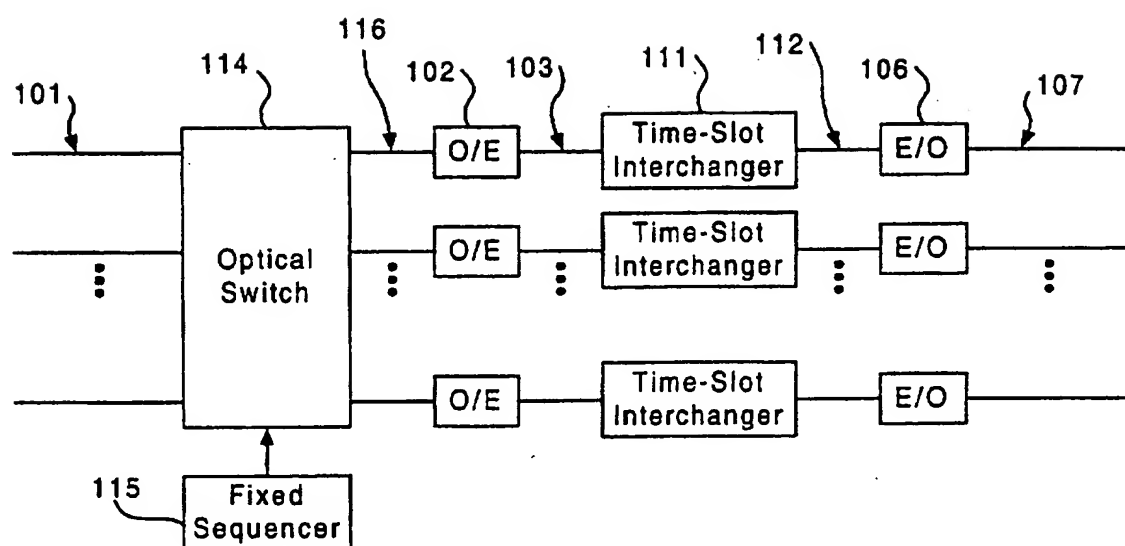 101
114
116
102
103
111
112
106
107
O/E
Time-Slot
Interchanger
E/O
Optical
Switch
O/E
Time-Slot
Interchanger
E/O
O/E
Time-Slot
Interchanger
E/O
115
Fixed
Sequencer